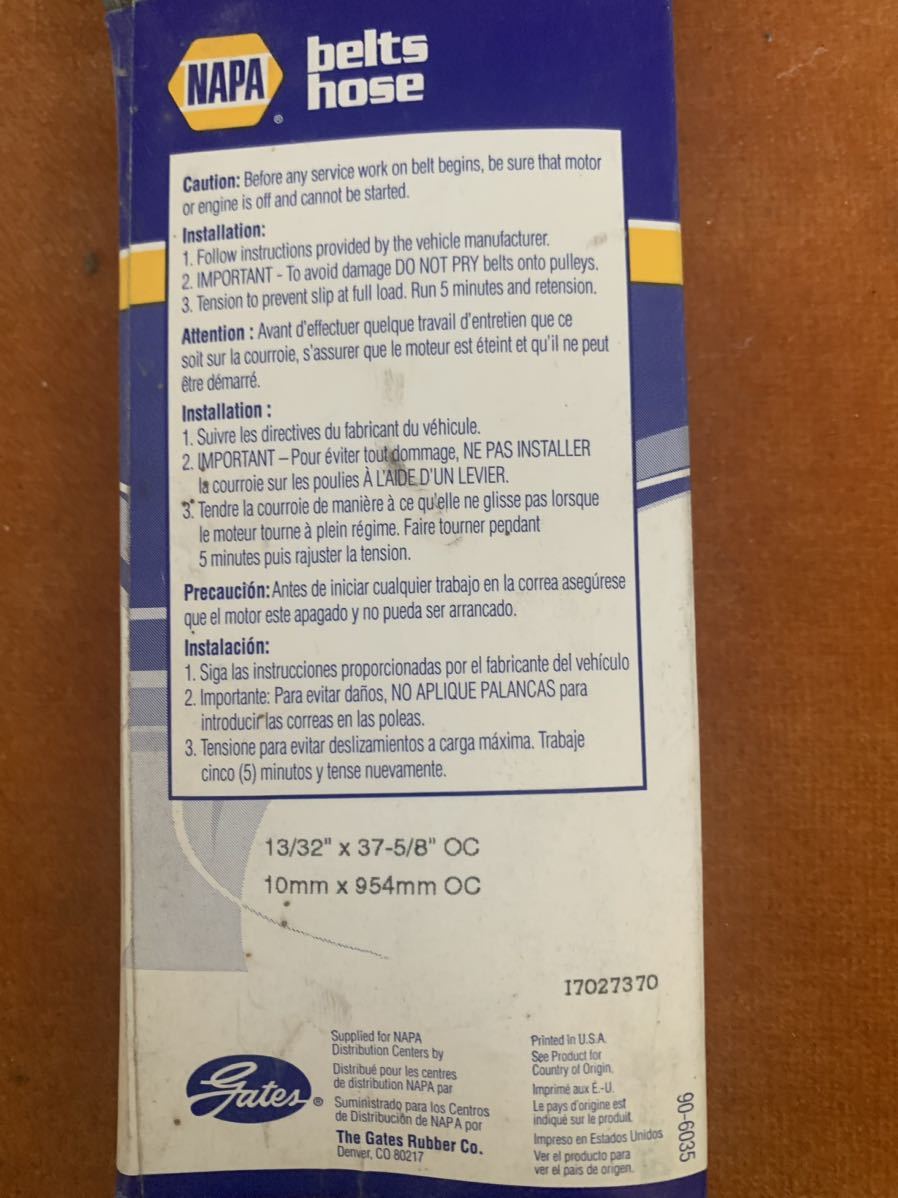 NAPA
®
belts
hose
Caution: Before any service work on belt begins, be sure that motor
or engine is off and cannot be started.
Installation:
1. Follow instructions provided by the vehicle manufacturer.
2. IMPORTANT - To avoid damage DO NOT PRY belts onto pulleys.
3. Tension to prevent slip at full load. Run 5 minutes and retension.
Attention : Avant d'effectuer quelque travail d'entretien que ce
soit sur la courroie, s'assurer que le moteur est éteint et qu'il ne peut
être démarré.
Installation :
1. Suivre les directives du fabricant du véhicule.
2. IMPORTANT – Pour éviter tout dommage, NE PAS INSTALLER
la courroie sur les poulies À L'AIDE D'UN LEVIER.
3. Tendre la courroie de manière à ce qu'elle ne glisse pas lorsque
le moteur tourne à plein régime. Faire tourner pendant
5 minutes puis rajuster la tension.
Precaución: Antes de iniciar cualquier trabajo en la correa asegúrese
que el motor este apagado y no pueda ser arrancado.
Instalación:
1. Siga las instrucciones proporcionadas por el fabricante del vehículo
2. Importante: Para evitar daños, NO APLIQUE PALANCAS para
introducir las correas en las poleas.
3. Tensione para evitar deslizamientos a carga máxima. Trabaje
cinco (5) minutos y tense nuevamente.
13/32" x 37-5/8" OC
10mm x 954mm OC
I7027370
Gates®
Supplied for NAPA
Distribution Centers by
Distribué pour les centres
de distribution NAPA par
Suministrado para los Centros
de Distribución de NAPA por
The Gates Rubber Co.
Denver, CO 80217
Printed In U.S.A.
See Product for
Country of Origin.
Imprimé aux É.-U.
Le pays d'origine est
indiqué sur le produit.
Impreso en Estados Unidos
Ver el producto para
ver el pais de origen.
90-6035